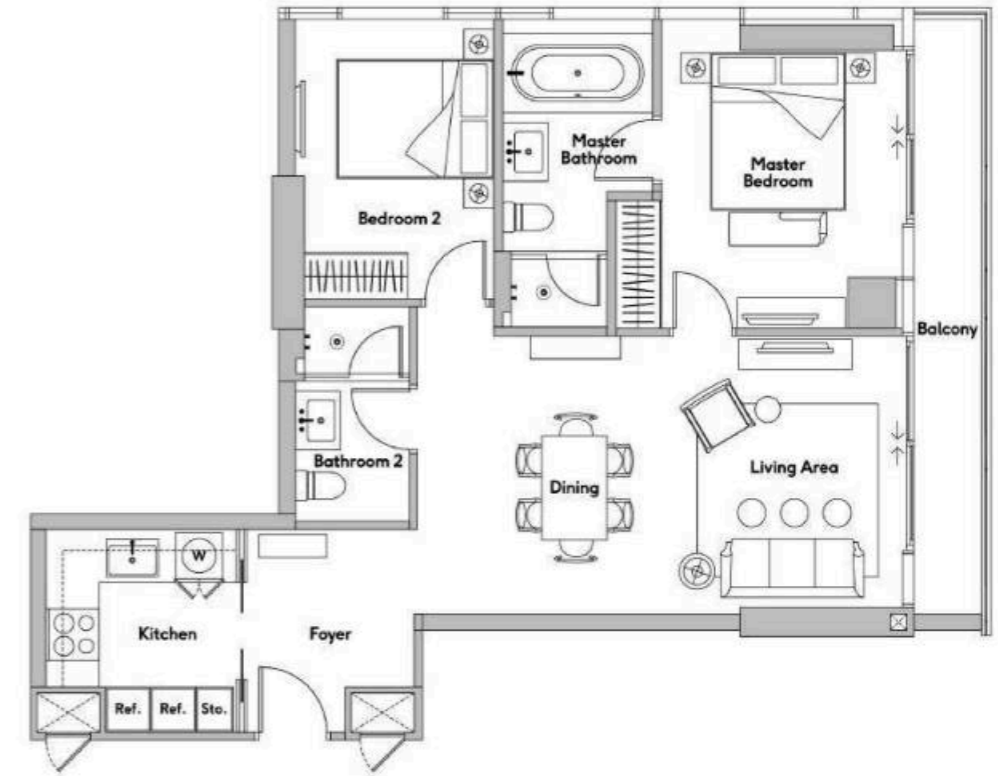 Master
Bathroom
Master
Bedroom
Bedroom 2
Balcony
Bathroom 2
Dining
Living Area
W
Kitchen
Foyer
Ref.
Ref.
Sto.